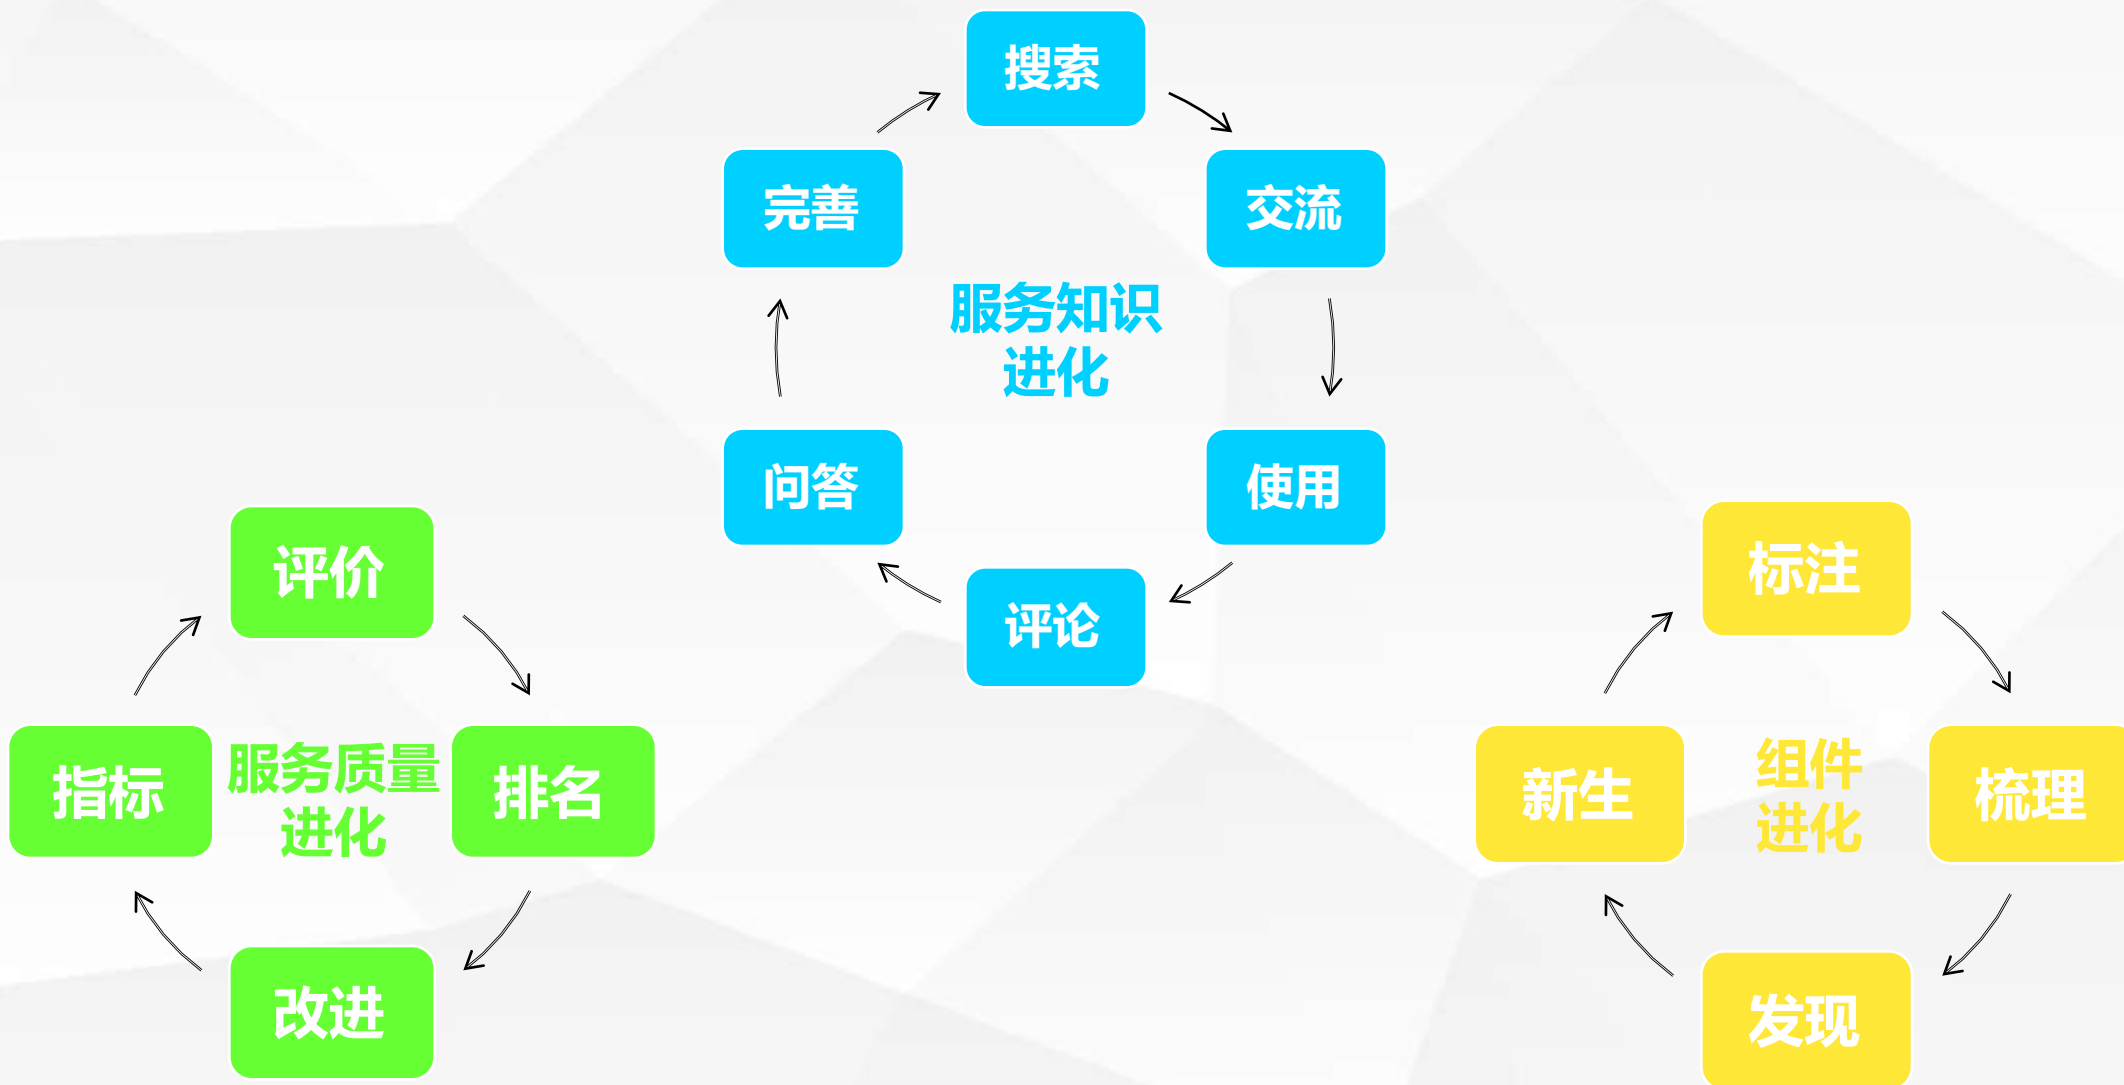 搜索
完善
交流
服务知识
进化
问答
使用
评论
评价
指标
服务质量
进化
排名
改进
标注
新生
组件
进化
梳理
发现